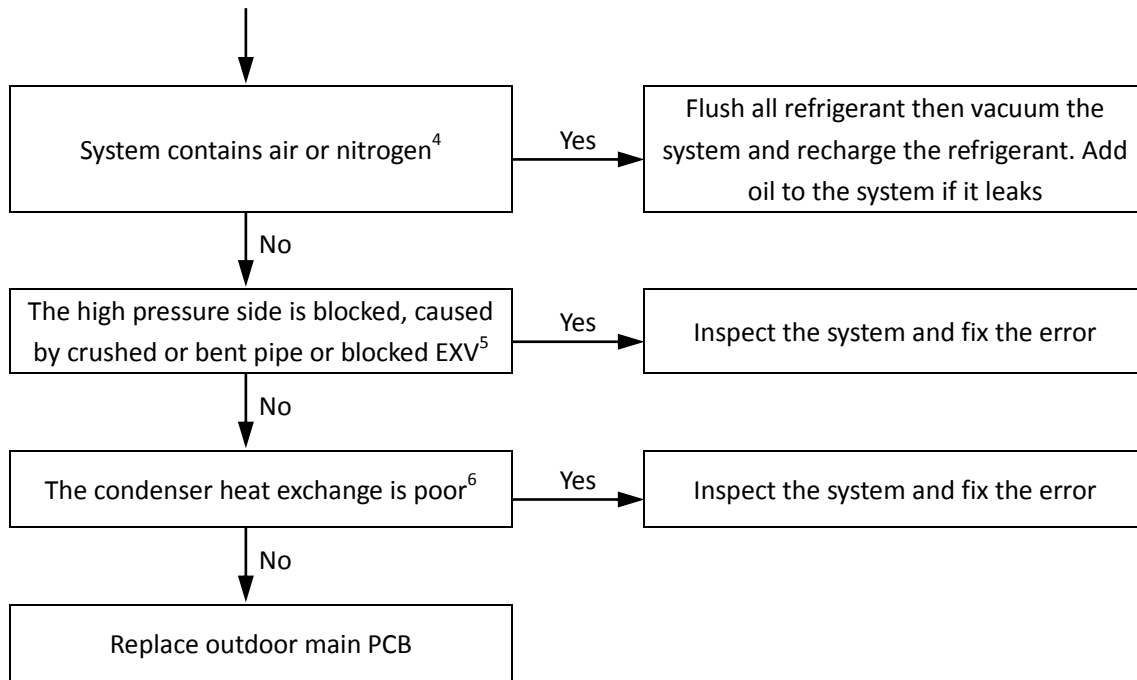 System contains air or nitrogen⁴
Yes
Flush all refrigerant then vacuum the
system and recharge the refrigerant. Add
oil to the system if it leaks
No
The high pressure side is blocked, caused
by crushed or bent pipe or blocked EXV⁵
Yes
Inspect the system and fix the error
No
The condenser heat exchange is poor⁶
Yes
Inspect the system and fix the error
No
Replace outdoor main PCB